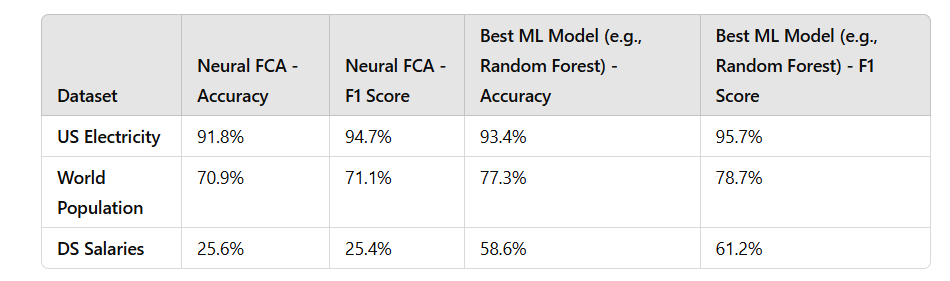 Dataset
Neural FCA -
Accuracy
Neural FCA -
F1 Score
Best ML Model (e.g.,
Random Forest) -
Accuracy
Best ML Model (e.g.,
Random Forest) - F1
Score
US Electricity
91.8%
94.7%
93.4%
95.7%
World
Population
70.9%
71.1%
77.3%
78.7%
DS Salaries
25.6%
25.4%
58.6%
61.2%